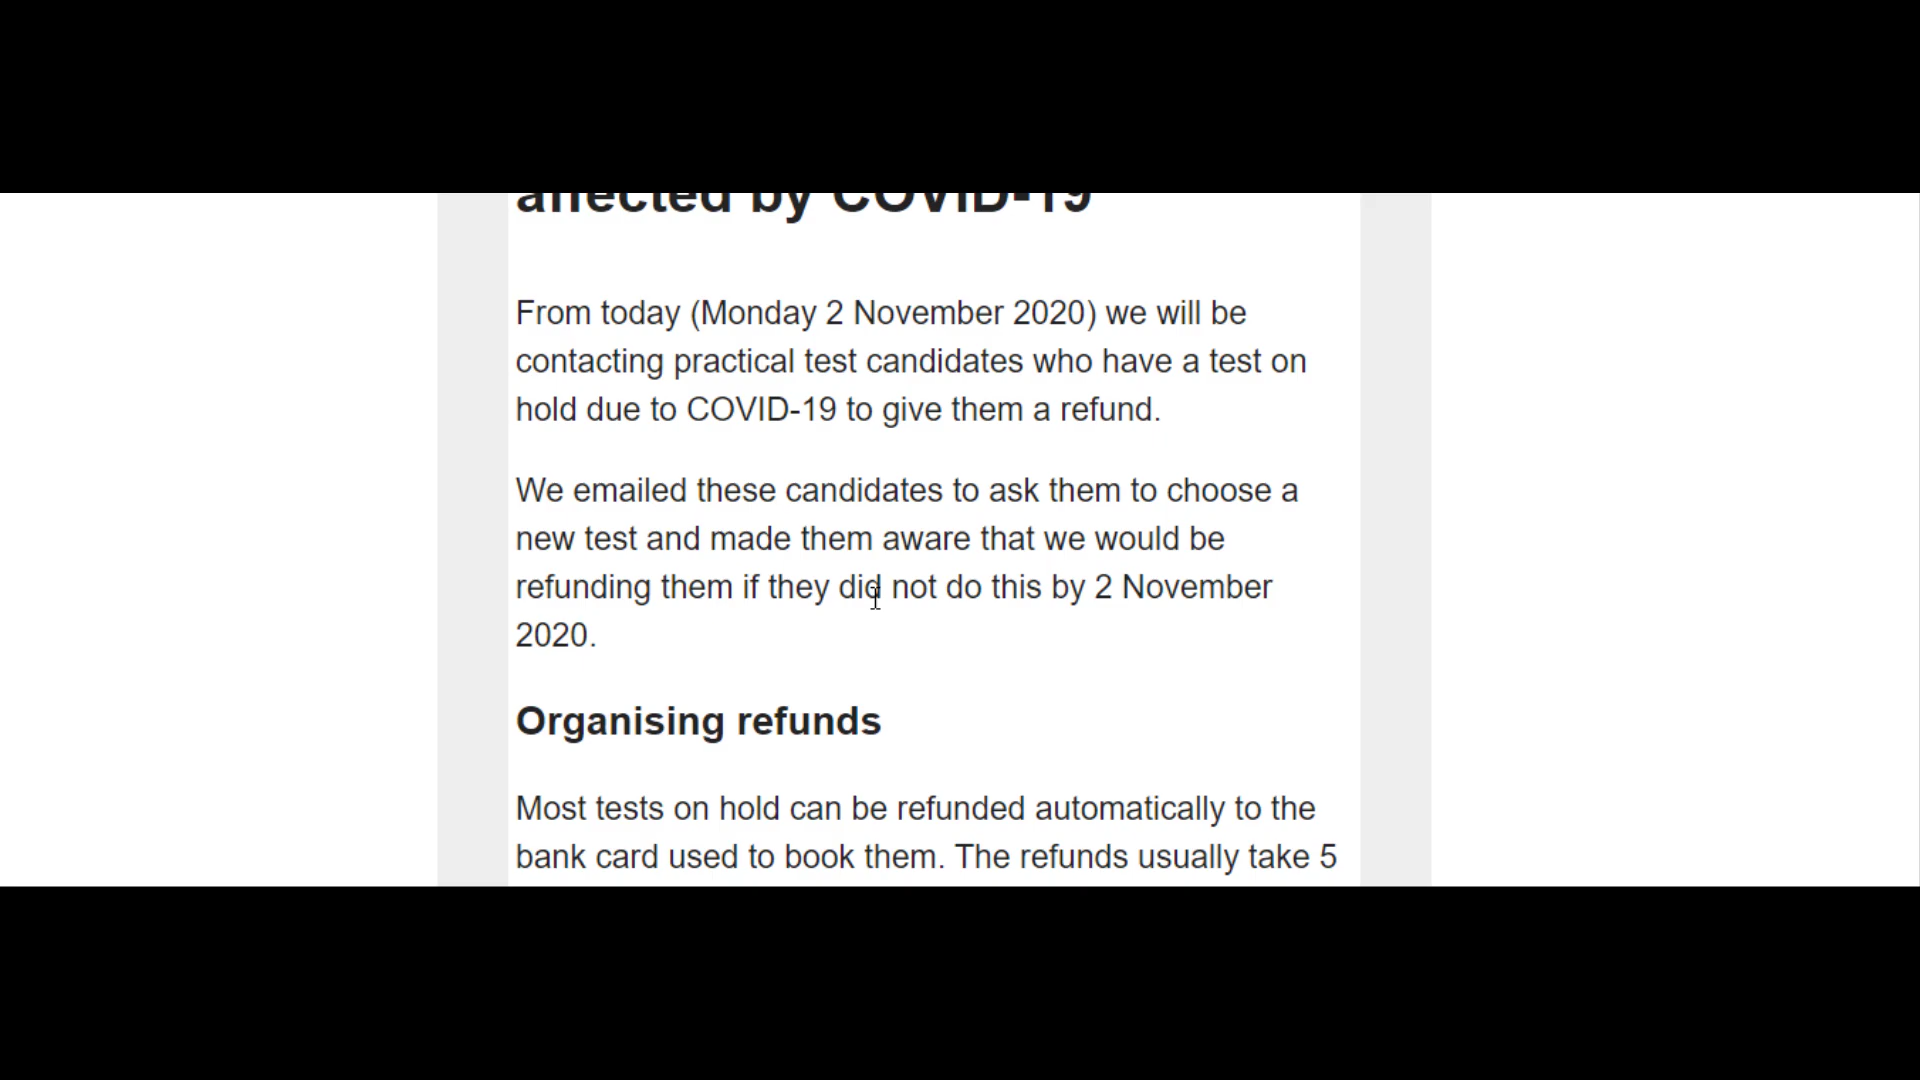 affected by COVID-19
From today (Monday 2 November 2020) we will be
contacting practical test candidates who have a test on
hold due to COVID-19 to give them a refund.
We emailed these candidates to ask them to choose a
new test and made them aware that we would be
refunding them if they did not do this by 2 November
2020.
Organising refunds
Most tests on hold can be refunded automatically to the
bank card used to book them. The refunds usually take 5